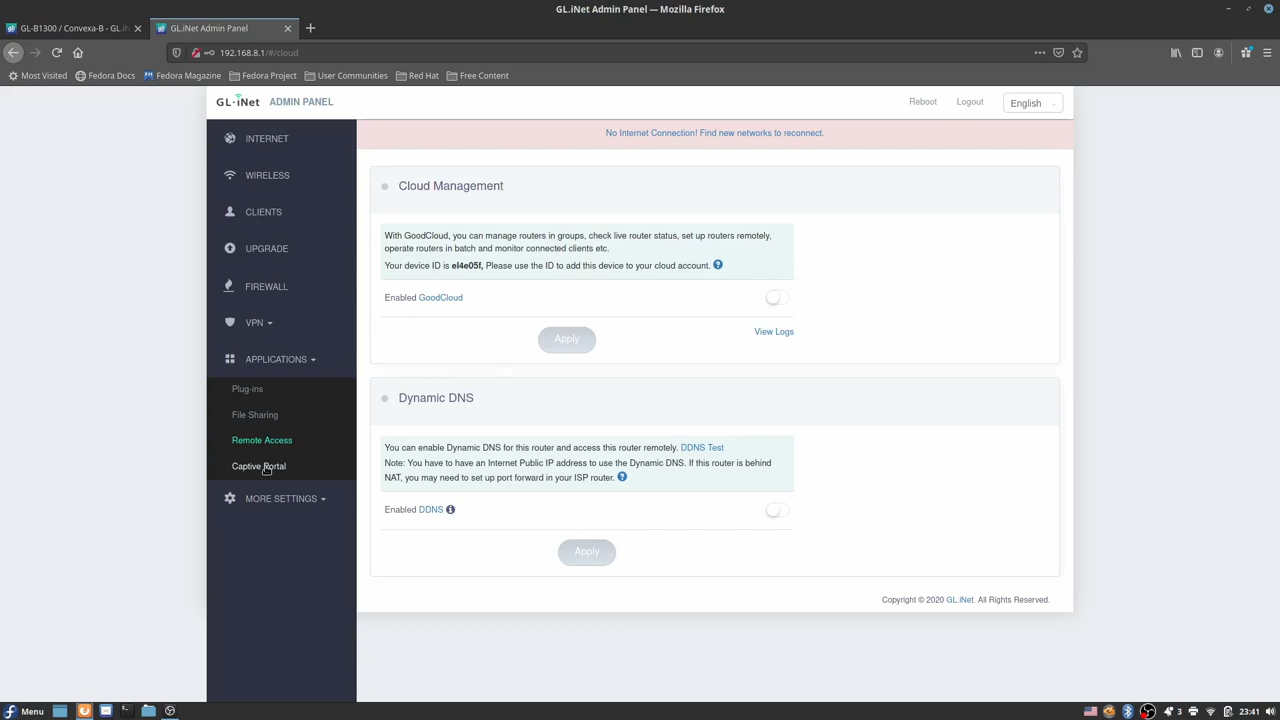 GL.iNet Admin Panel — Mozilla Firefox
GL-B1300 / Convexa-B - GL.iN
GL.iNet Admin Panel
192.168.8.1/#/cloud
Most Visited
Fedora Docs
Fedora Magazine
Fedora Project
User Communities
Red Hat
Free Content
GL·iNet ADMIN PANEL
Reboot
Logout
English
No Internet Connection! Find new networks to reconnect.
INTERNET
WIRELESS
CLIENTS
UPGRADE
FIREWALL
VPN
APPLICATIONS
Plug-ins
File Sharing
Remote Access
Captive Portal
MORE SETTINGS
Cloud Management
With GoodCloud, you can manage routers in groups, check live router status, set up routers remotely,
operate routers in batch and monitor connected clients etc.
Your device ID is el4e05f, Please use the ID to add this device to your cloud account.
Enabled GoodCloud
Apply
View Logs
Dynamic DNS
You can enable Dynamic DNS for this router and access this router remotely. DDNS Test
Note: You have to have an Internet Public IP address to use the Dynamic DNS. If this router is behind
NAT, you may need to set up port forward in your ISP router.
Enabled DDNS
Apply
Copyright © 2020 GL.iNet. All Rights Reserved.
Menu
3
23:41